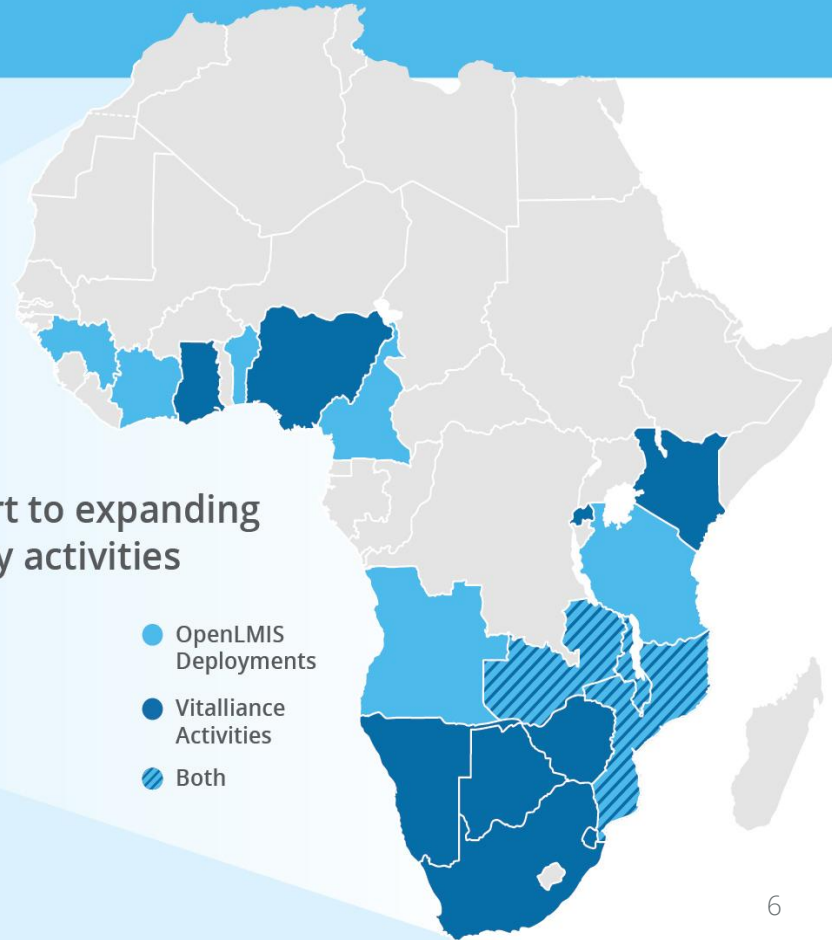 rt to expanding
y activities
OpenLMIS
Deployments
Vitalliance
Activities
Both
6